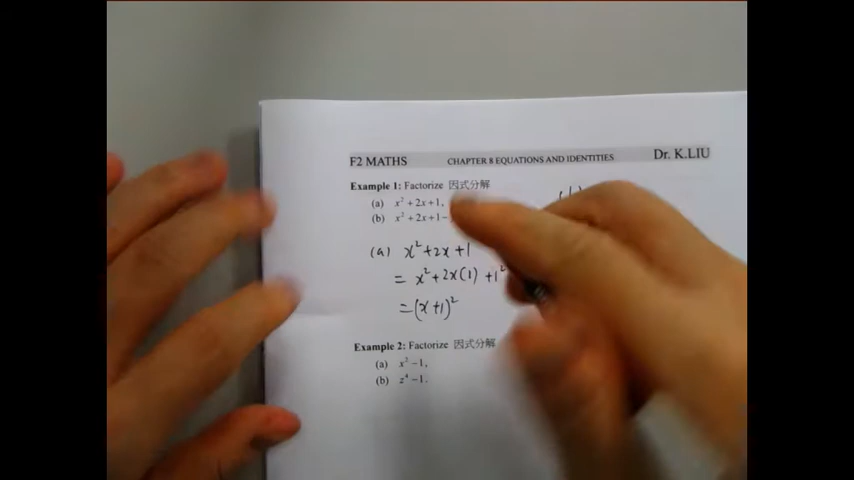 F2 MATHS CHAPTER 8 EQUATIONS AND IDENTITIES Dr. K.LIU
Example 1: Factorize 因式分解
(a) x²+2x+1,
(b) x²+2x+1−
(a) x²+2x+1
= x²+2x(1)+1²
=(x+1)²
Example 2: Factorize 因式分解
(a) x²−1,
(b) z⁴−1.